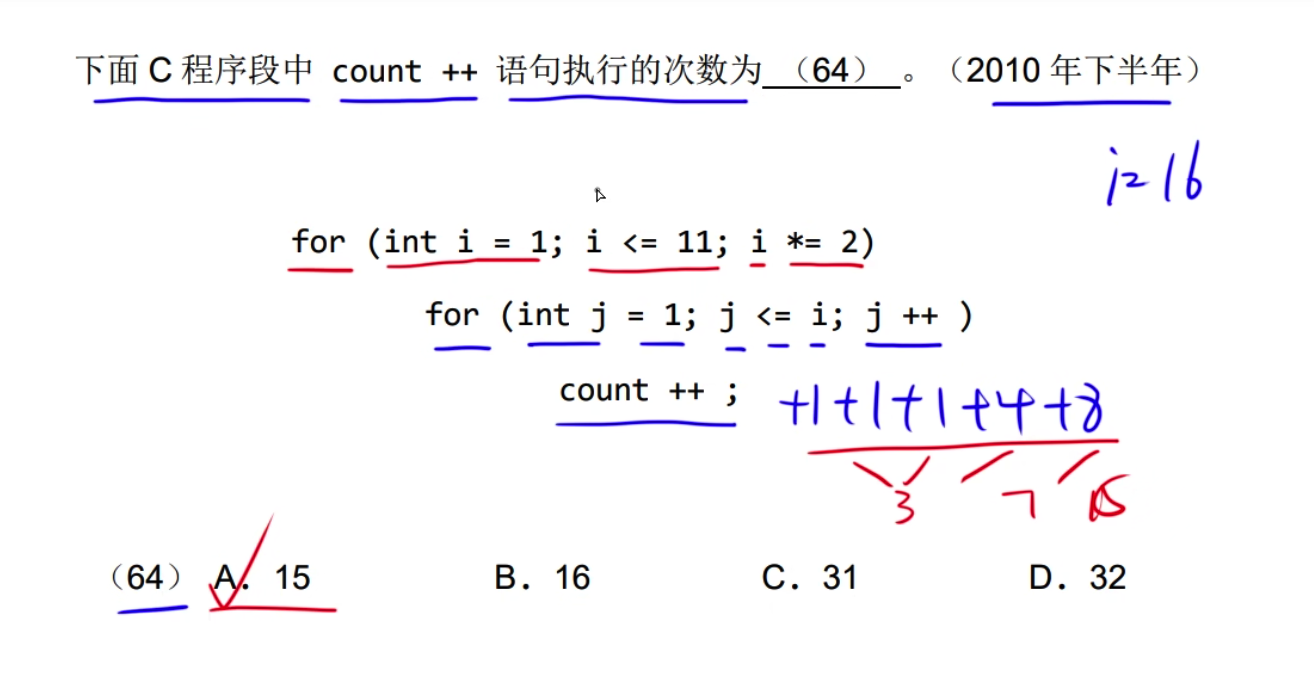 下面 C 程序段中 count ++ 语句执行的次数为 （64） 。（2010 年下半年）
i=16
for (int i = 1; i <= 11; i *= 2)
for (int j = 1; j <= i; j ++ )
count ++ ; +1+1+1+4+8
3 7 15
（64） A. 15 B. 16 C. 31 D. 32